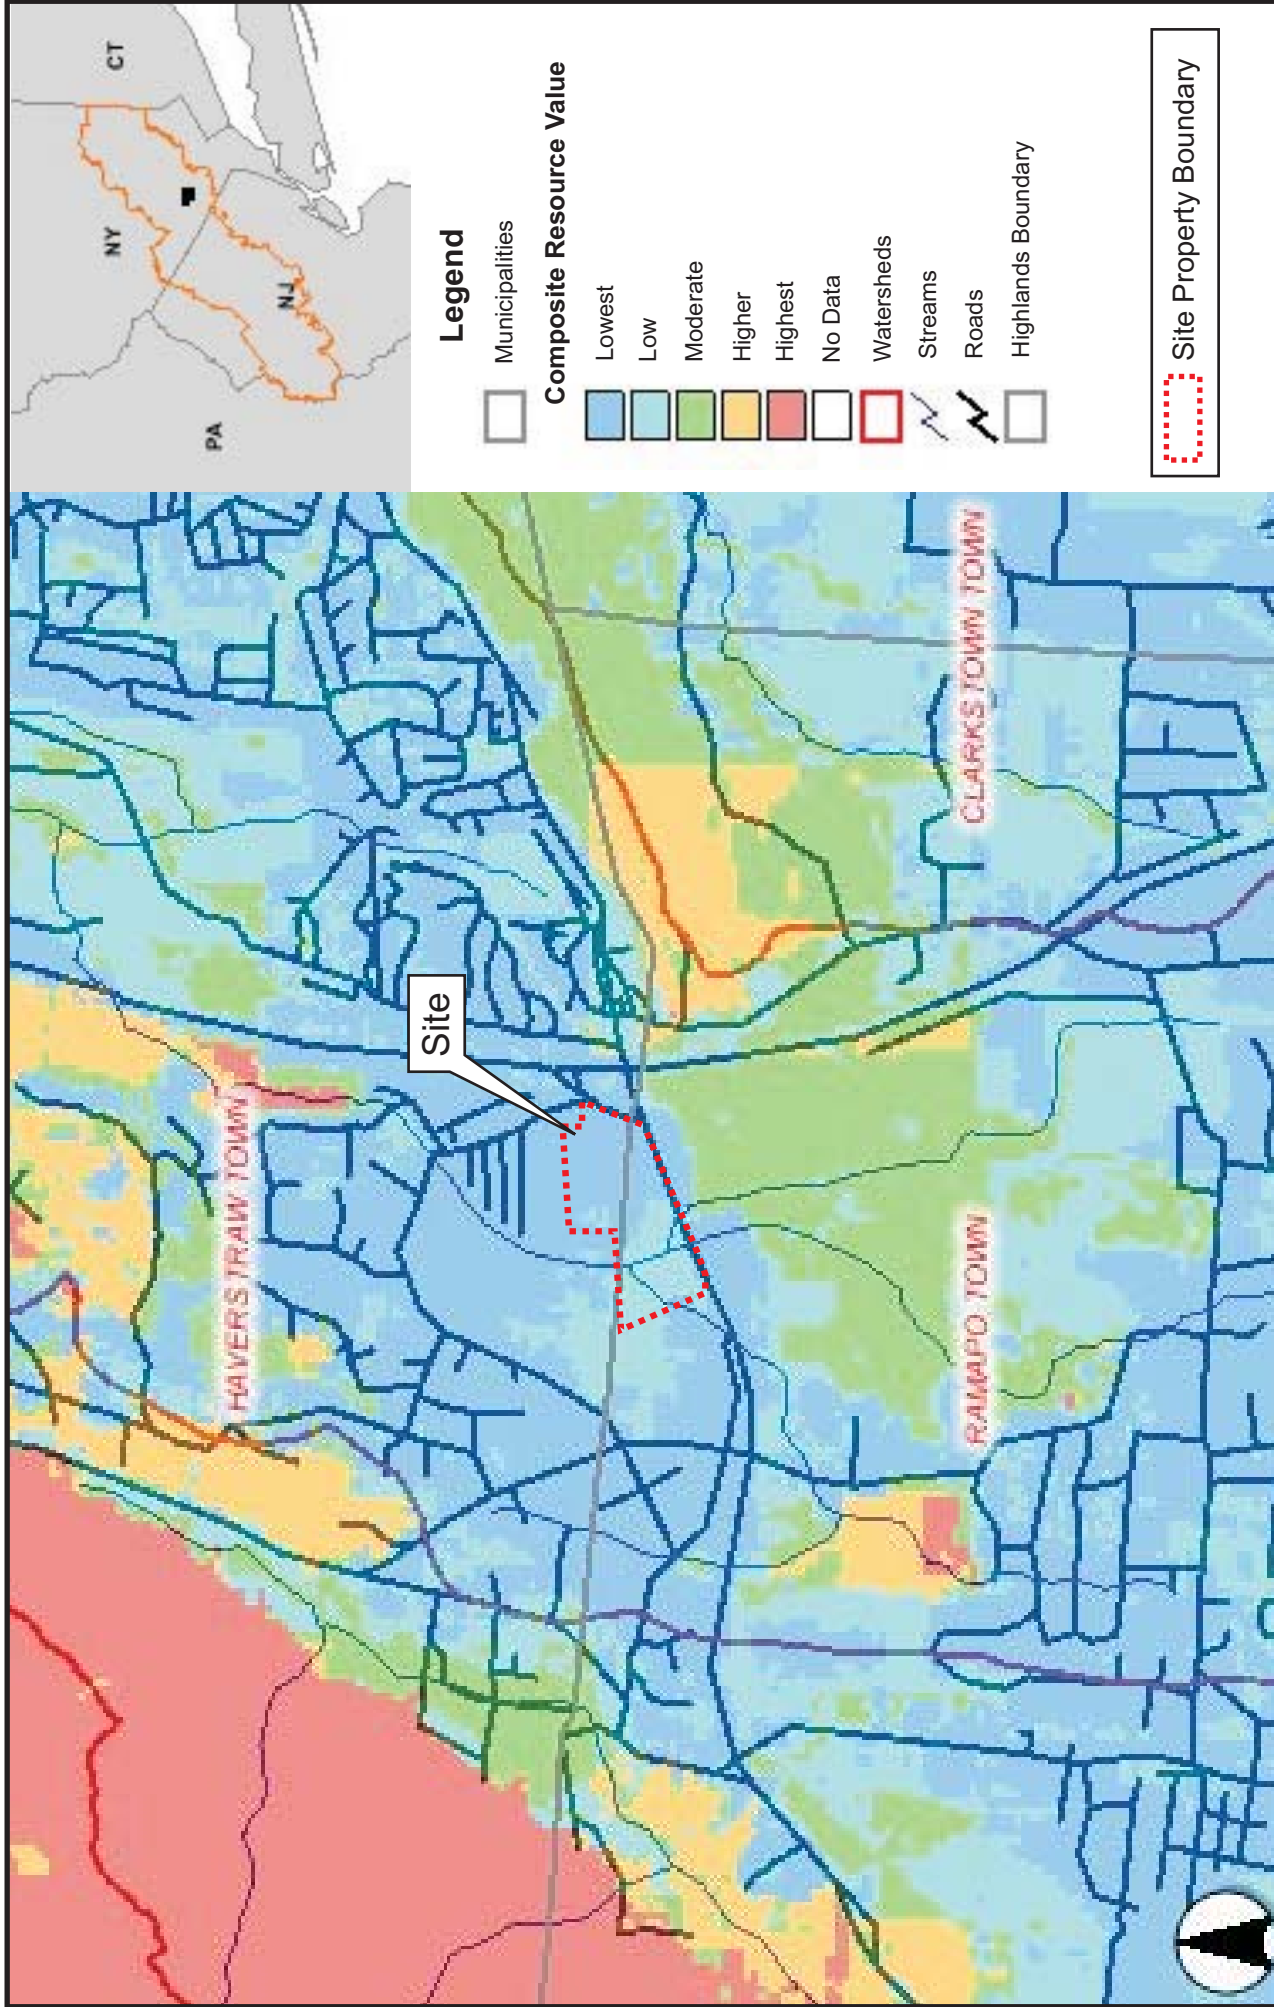 HAVERSTRAW TOWN
Site
RAMAPO TOWN
CLARKSTOWN TOWN
PA
NY
CT
NJ
Legend
Municipalities
Composite Resource Value
Lowest
Low
Moderate
Higher
Highest
No Data
Watersheds
Streams
Roads
Highlands Boundary
Site Property Boundary